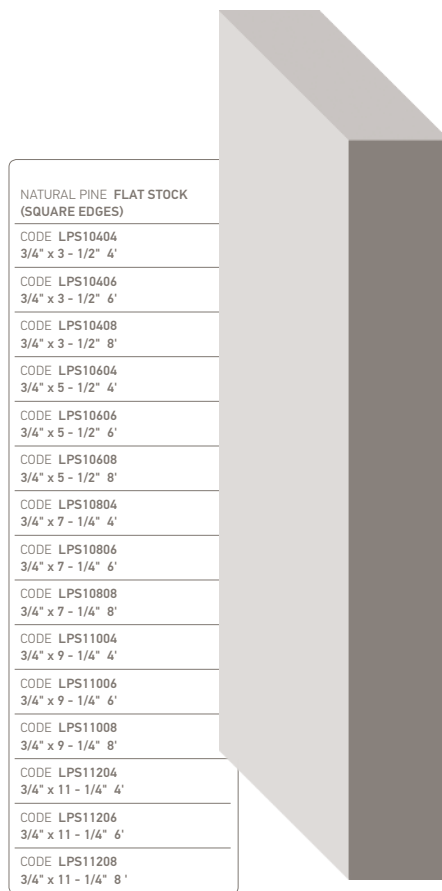 NATURAL PINE FLAT STOCK
(SQUARE EDGES)
CODE LPS10404
3/4" x 3 - 1/2" 4'
CODE LPS10406
3/4" x 3 - 1/2" 6'
CODE LPS10408
3/4" x 3 - 1/2" 8'
CODE LPS10604
3/4" x 5 - 1/2" 4'
CODE LPS10606
3/4" x 5 - 1/2" 6'
CODE LPS10608
3/4" x 5 - 1/2" 8'
CODE LPS10804
3/4" x 7 - 1/4" 4'
CODE LPS10806
3/4" x 7 - 1/4" 6'
CODE LPS10808
3/4" x 7 - 1/4" 8'
CODE LPS11004
3/4" x 9 - 1/4" 4'
CODE LPS11006
3/4" x 9 - 1/4" 6'
CODE LPS11008
3/4" x 9 - 1/4" 8'
CODE LPS11204
3/4" x 11 - 1/4" 4'
CODE LPS11206
3/4" x 11 - 1/4" 6'
CODE LPS11208
3/4" x 11 - 1/4" 8 '